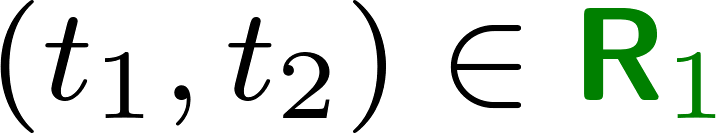 (t₁, t₂) ∈ R₁